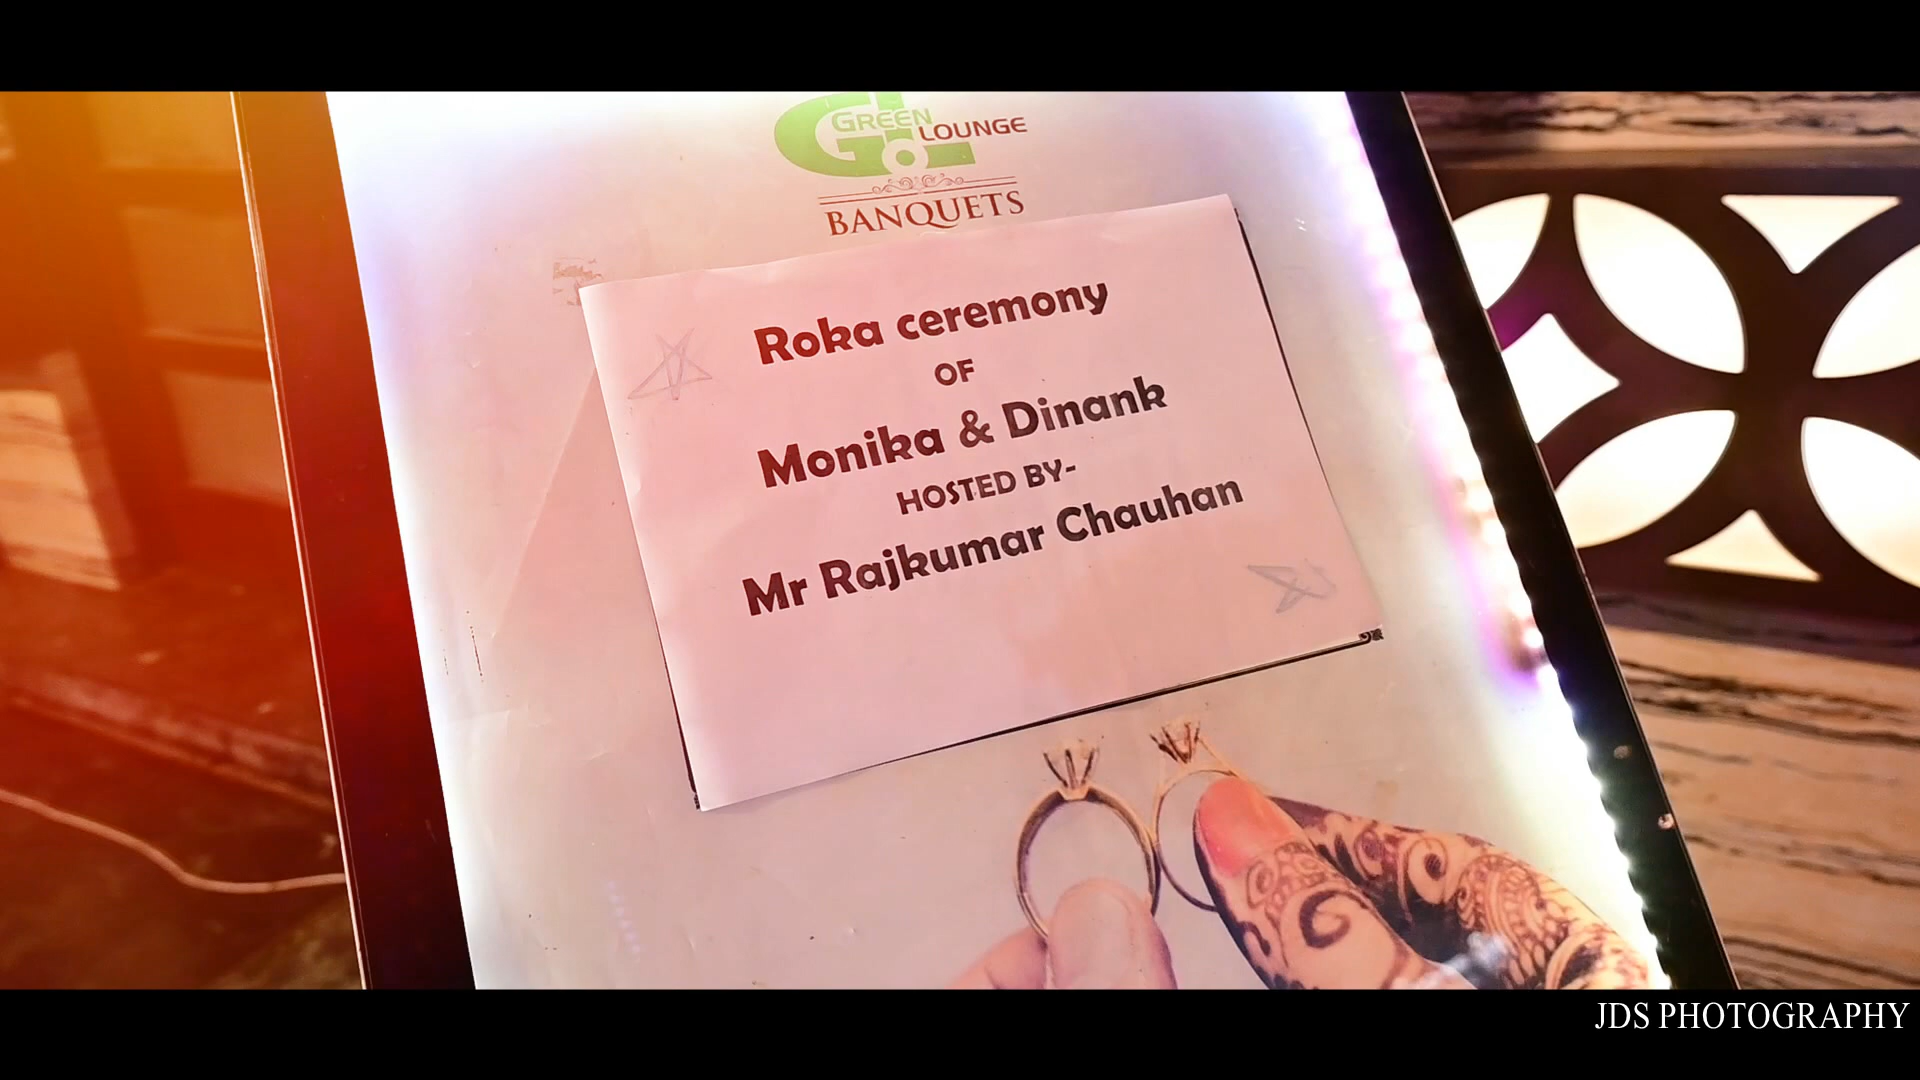 GREEN
LOUNGE
BANQUETS
Roka ceremony
OF
Monika & Dinank
HOSTED BY-
Mr Rajkumar Chauhan
JDS PHOTOGRAPHY